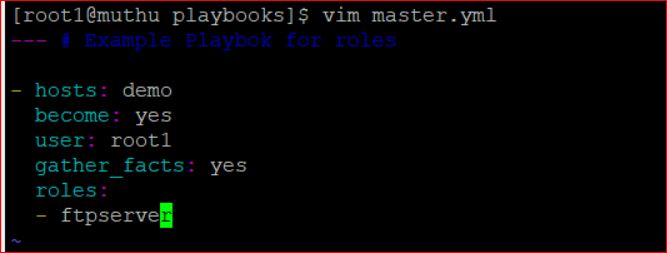 [root1@muthu playbooks]$ vim master.yml
--- # Example Playbok for roles
- hosts: demo
  become: yes
  user: root1
  gather_facts: yes
  roles:
  - ftpserver
~